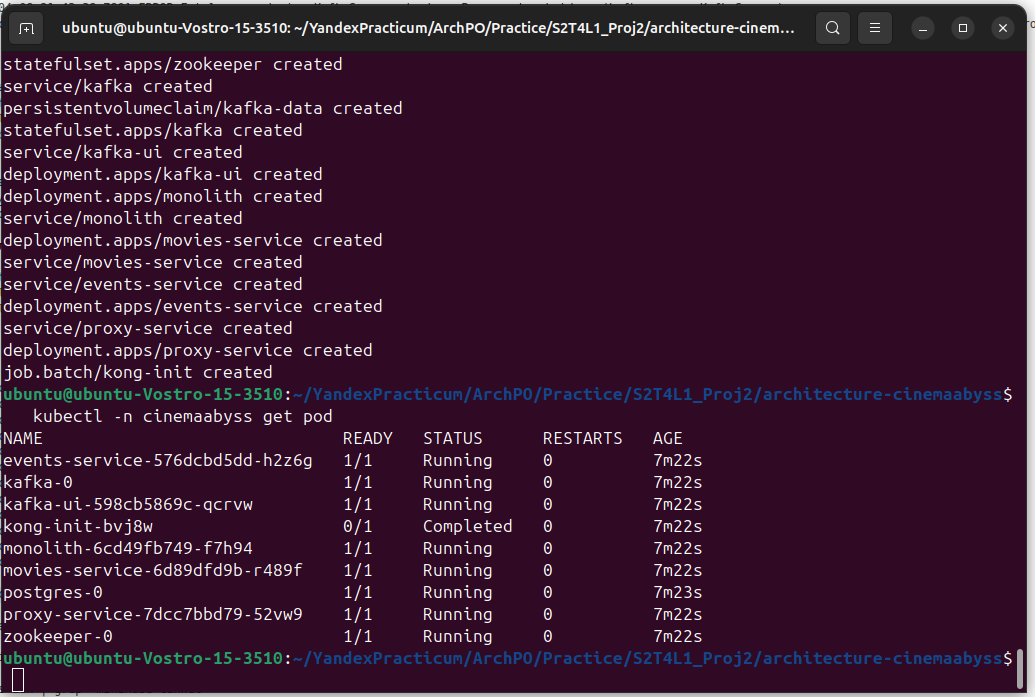 ubuntu@ubuntu-Vostro-15-3510: ~/YandexPracticum/ArchPO/Practice/S2T4L1_Proj2/architecture-cinem...
statefulset.apps/zookeeper created
service/kafka created
persistentvolumeclaim/kafka-data created
statefulset.apps/kafka created
service/kafka-ui created
deployment.apps/kafka-ui created
deployment.apps/monolith created
service/monolith created
deployment.apps/movies-service created
service/movies-service created
service/events-service created
deployment.apps/events-service created
service/proxy-service created
deployment.apps/proxy-service created
job.batch/kong-init created
ubuntu@ubuntu-Vostro-15-3510:~/YandexPracticum/ArchPO/Practice/S2T4L1_Proj2/architecture-cinemaabyss$
kubectl -n cinemaabyss get pod
NAME READY STATUS RESTARTS AGE
events-service-576dcbd5dd-h2z6g 1/1 Running 0 7m22s
kafka-0 1/1 Running 0 7m22s
kafka-ui-598cb5869c-qcrvw 1/1 Running 0 7m22s
kong-init-bvj8w 0/1 Completed 0 7m22s
monolith-6cd49fb749-f7h94 1/1 Running 0 7m22s
movies-service-6d89dfd9b-r489f 1/1 Running 0 7m22s
postgres-0 1/1 Running 0 7m23s
proxy-service-7dcc7bbd79-52vw9 1/1 Running 0 7m22s
zookeeper-0 1/1 Running 0 7m22s
ubuntu@ubuntu-Vostro-15-3510:~/YandexPracticum/ArchPO/Practice/S2T4L1_Proj2/architecture-cinemaabyss$